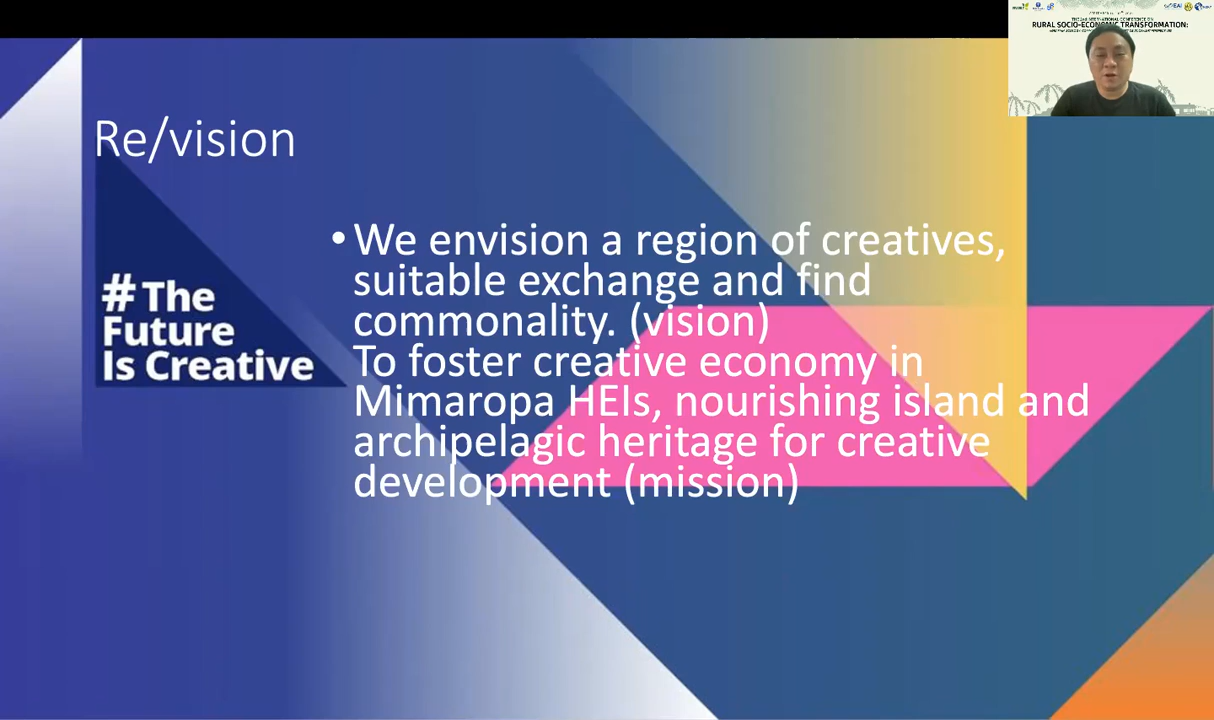 Re/vision
# The
Future
Is Creative
• We envision a region of creatives,
suitable exchange and find
commonality. (vision)
To foster creative economy in
Mimaropa HEIs, nourishing island and
archipelagic heritage for creative
development (mission)
RURAL SOCIO-ECONOMIC TRANSFORMATION: